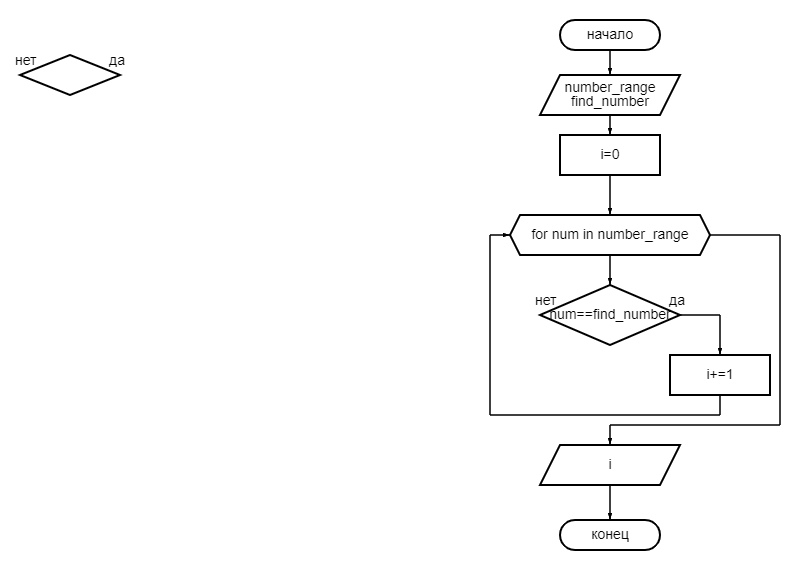 начало
нет да
number_range
find_number
i=0
for num in number_range
нет да
num==find_number
i+=1
i
конец